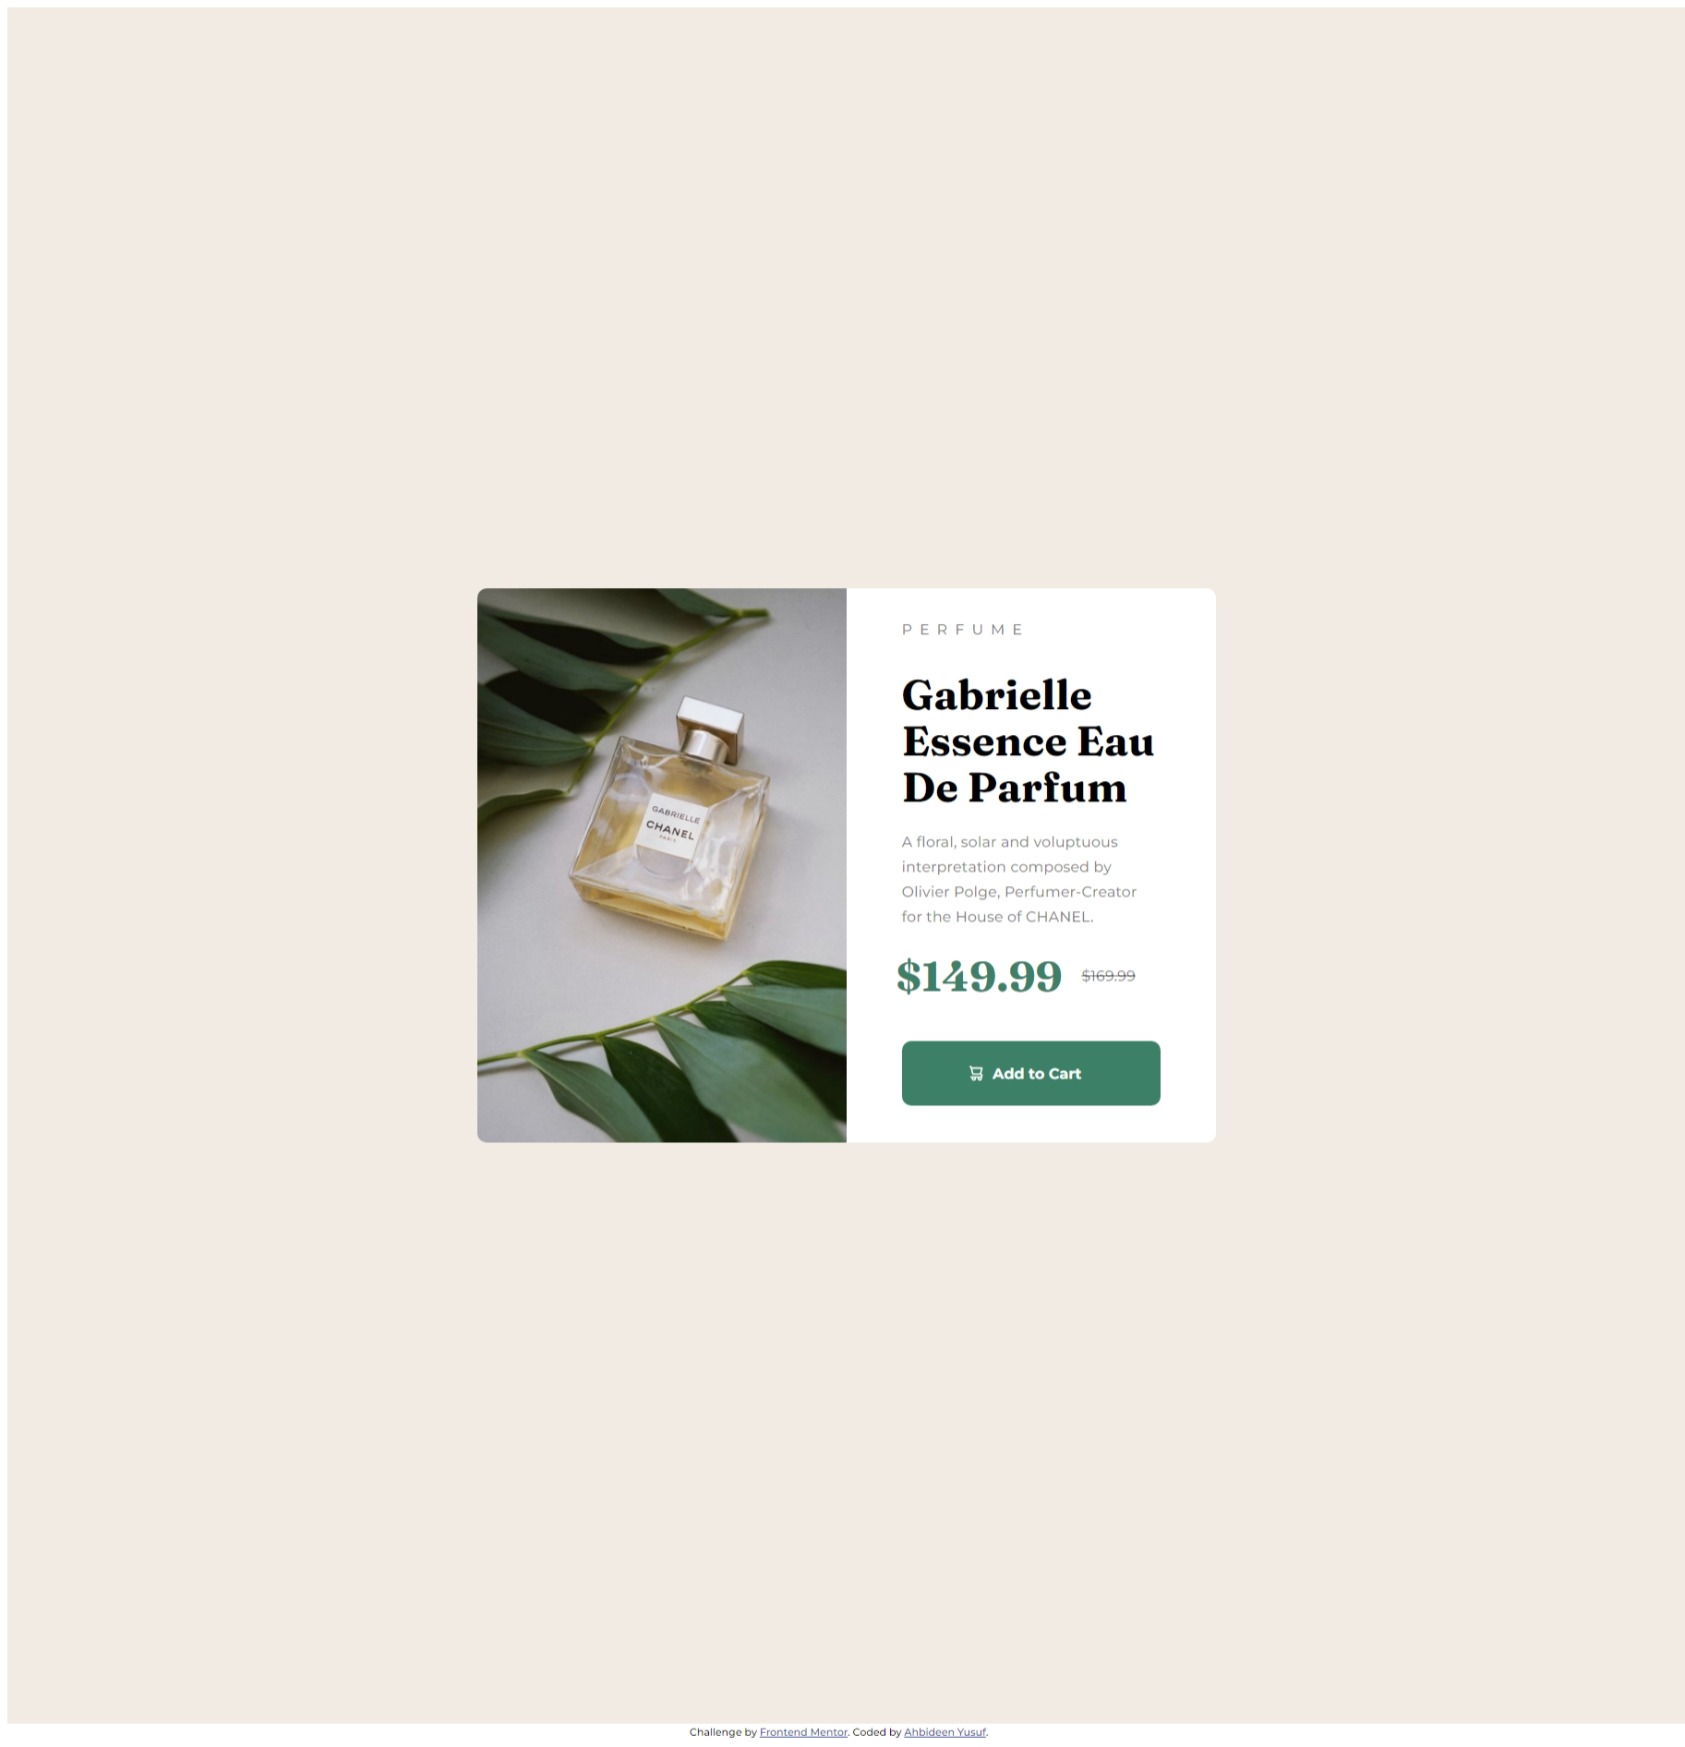 PERFUME
Gabrielle
Essence Eau
De Parfum
GABRIELLE
CHANEL
PARIS
A floral, solar and voluptuous
interpretation composed by
Olivier Polge, Perfumer-Creator
for the House of CHANEL.
$149.99 $169.99
Add to Cart
Challenge by Frontend Mentor. Coded by Ahbideen Yusuf.